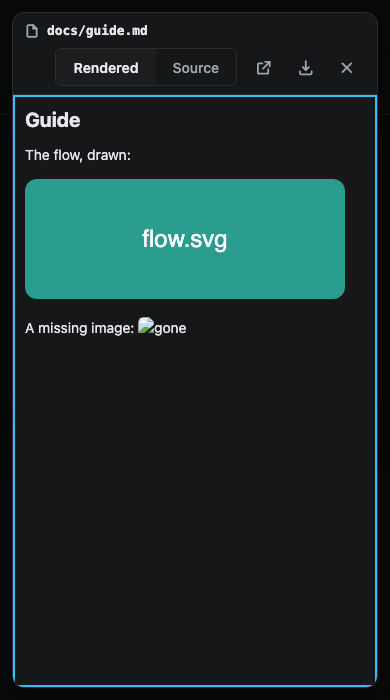 docs/guide.md
Rendered Source
Guide
The flow, drawn:
flow.svg
A missing image: gone